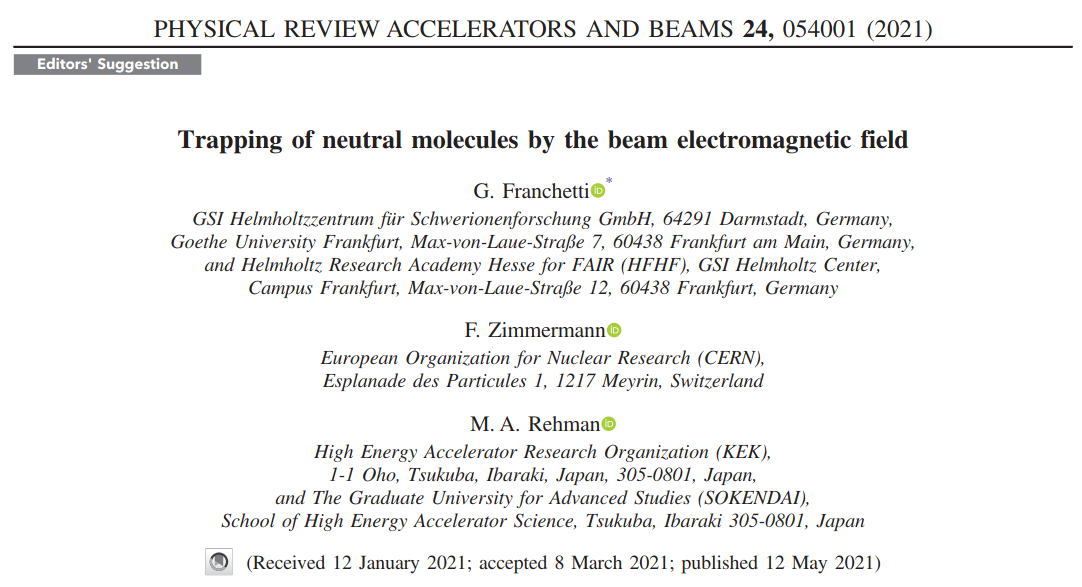 PHYSICAL REVIEW ACCELERATORS AND BEAMS 24, 054001 (2021)
Editors' Suggestion
Trapping of neutral molecules by the beam electromagnetic field
G. Franchetti iD *
GSI Helmholtzzentrum für Schwerionenforschung GmbH, 64291 Darmstadt, Germany,
Goethe University Frankfurt, Max-von-Laue-Straße 7, 60438 Frankfurt am Main, Germany,
and Helmholtz Research Academy Hesse for FAIR (HFHF), GSI Helmholtz Center,
Campus Frankfurt, Max-von-Laue-Straße 12, 60438 Frankfurt, Germany
F. Zimmermann iD
European Organization for Nuclear Research (CERN),
Esplanade des Particules 1, 1217 Meyrin, Switzerland
M. A. Rehman iD
High Energy Accelerator Research Organization (KEK),
1-1 Oho, Tsukuba, Ibaraki, Japan, 305-0801, Japan,
and The Graduate University for Advanced Studies (SOKENDAI),
School of High Energy Accelerator Science, Tsukuba, Ibaraki 305-0801, Japan
(Received 12 January 2021; accepted 8 March 2021; published 12 May 2021)